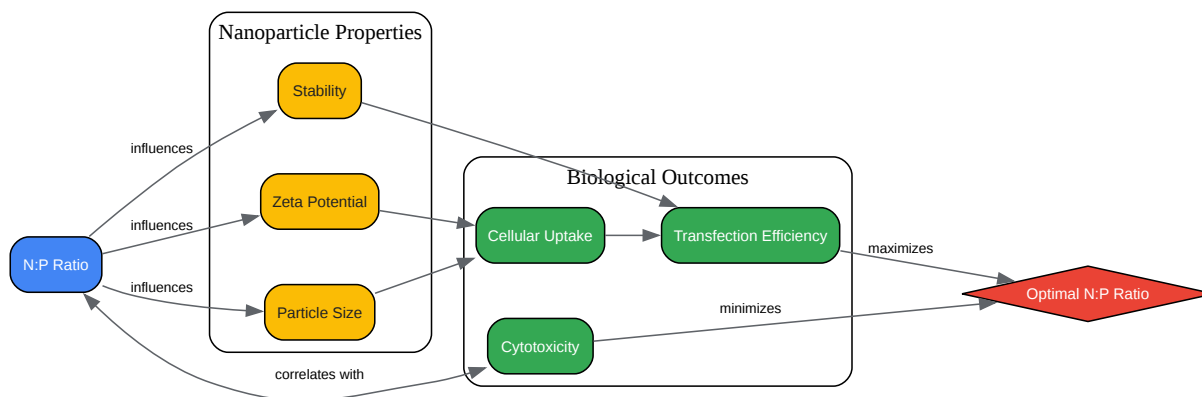 Nanoparticle Properties
Stability
influences
Biological Outcomes
Zeta Potential
influences
Cellular Uptake
Transfection Efficiency
maximizes
N:P Ratio
influences
Particle Size
Optimal N:P Ratio
minimizes
Cytotoxicity
correlates with